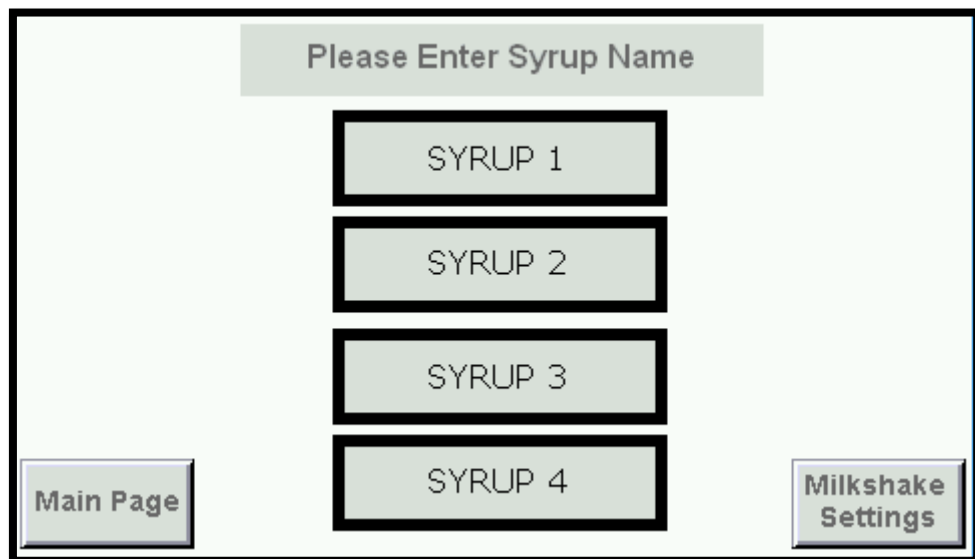 Please Enter Syrup Name
SYRUP 1
SYRUP 2
SYRUP 3
SYRUP 4
Main Page
Milkshake
Settings